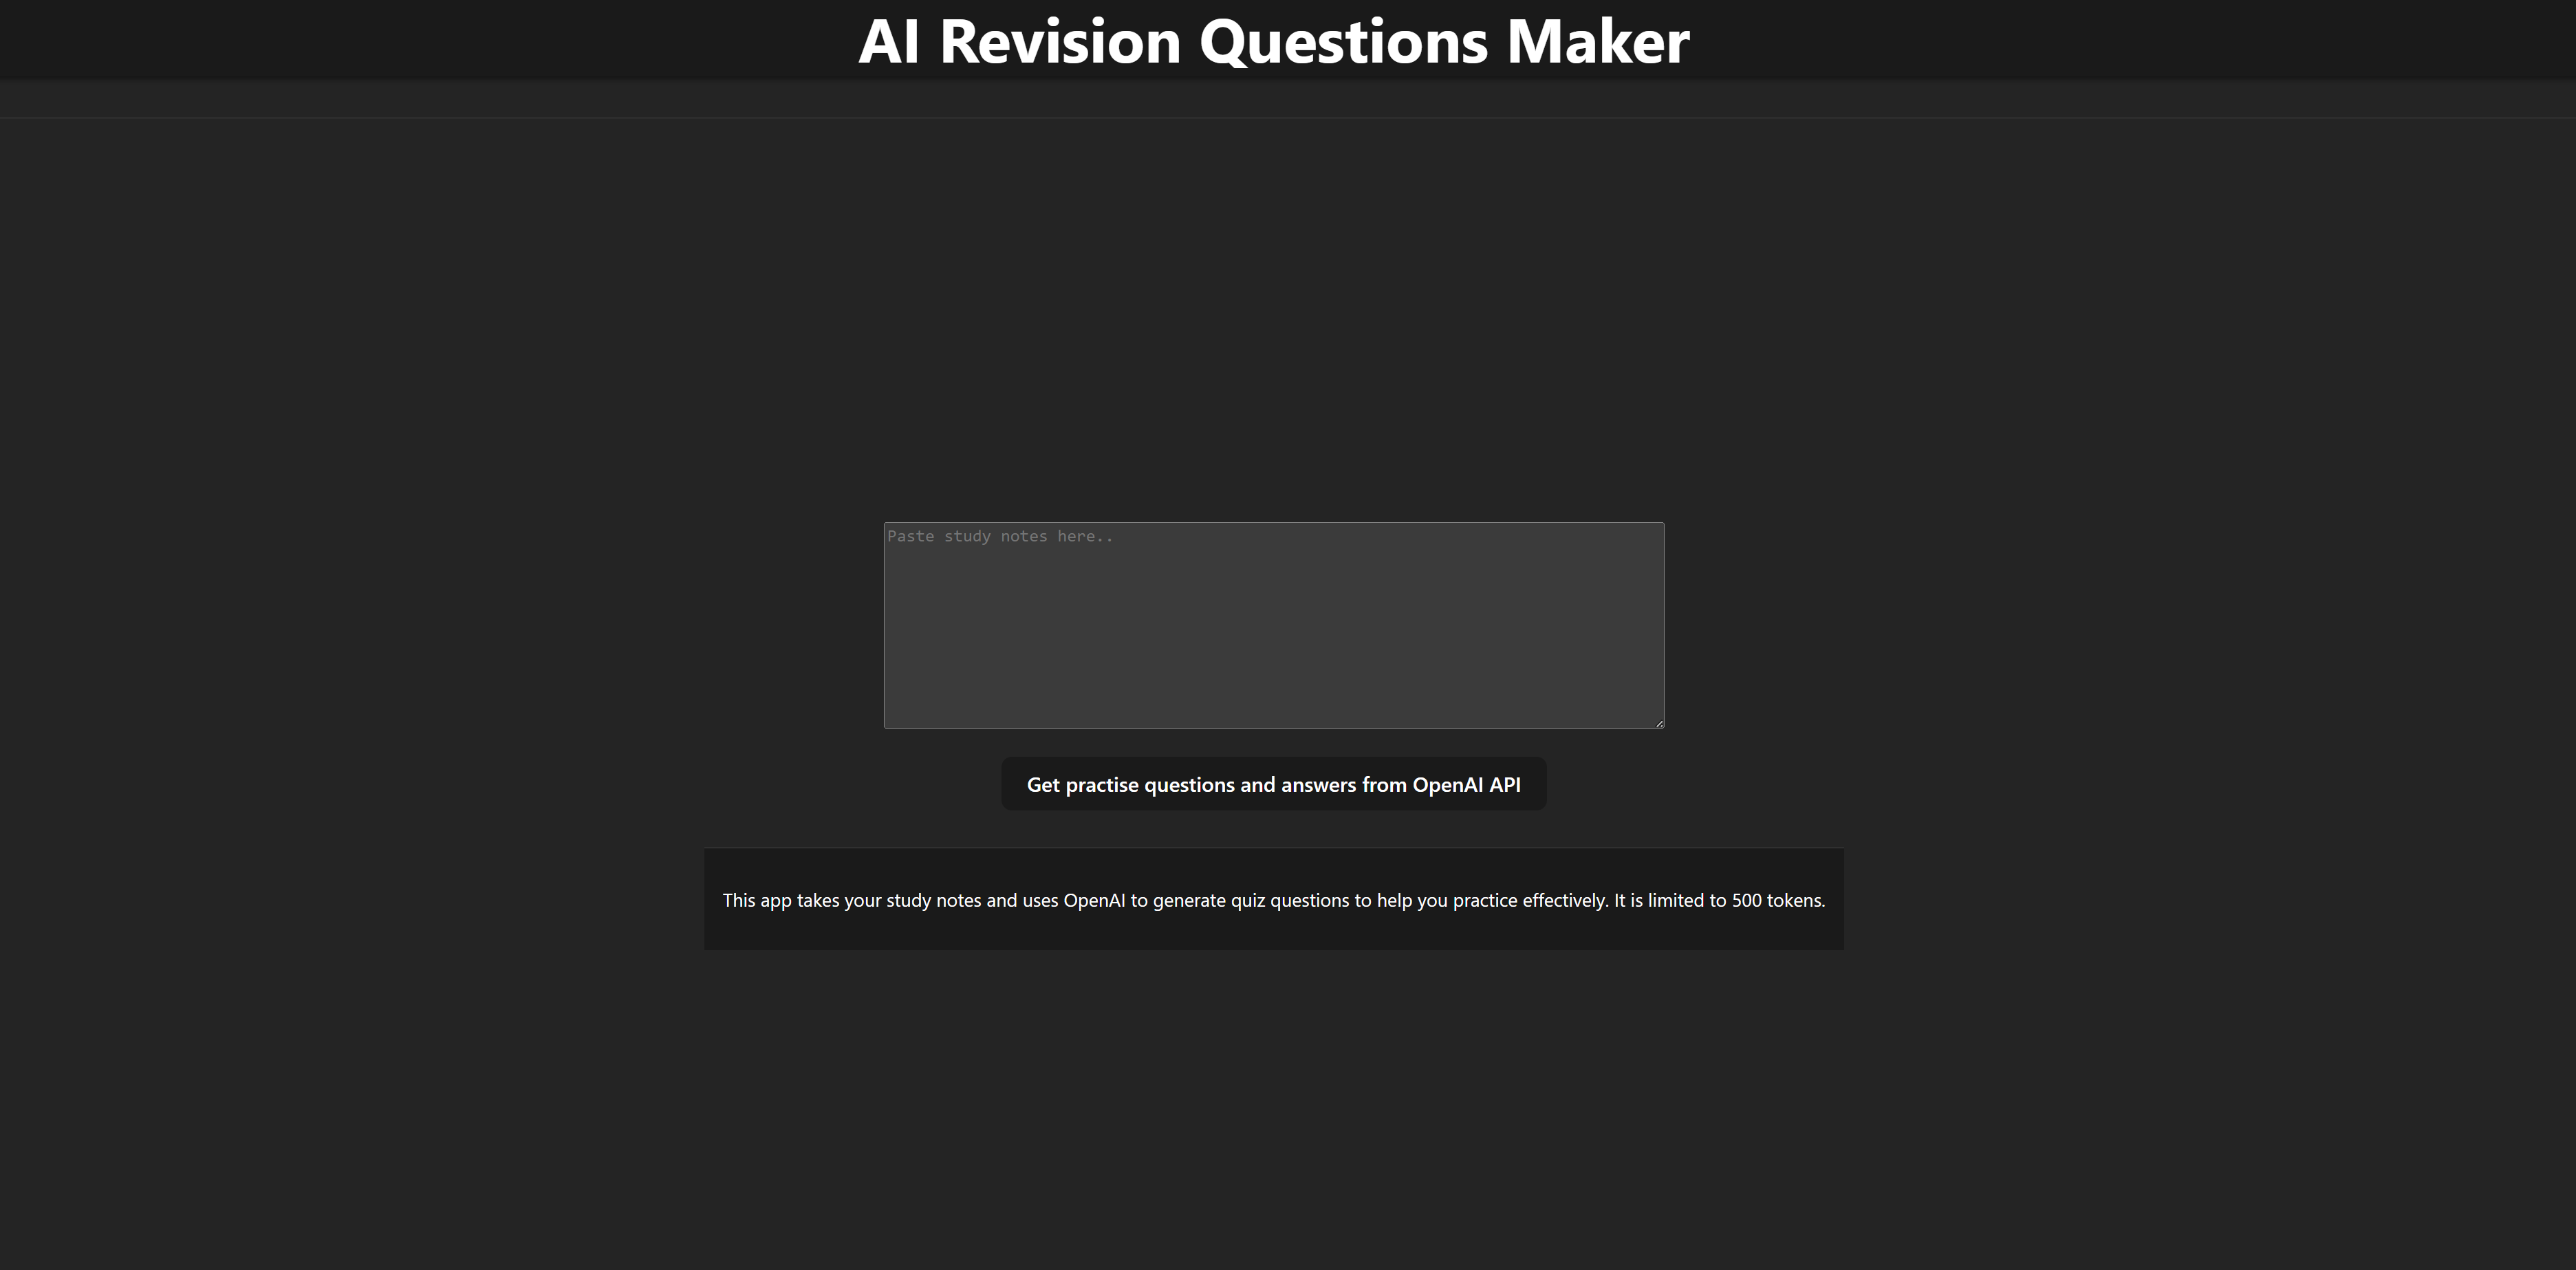 AI Revision Questions Maker
Paste study notes here..
Get practise questions and answers from OpenAI API
This app takes your study notes and uses OpenAI to generate quiz questions to help you practice effectively. It is limited to 500 tokens.